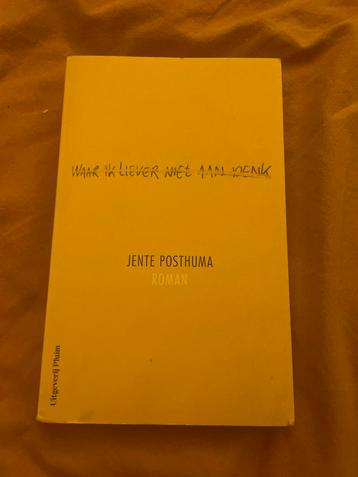 WAAR IK LIEVER NIET AAN DENK
JENTE POSTHUMA
ROMAN
Uitgeverij Pluim